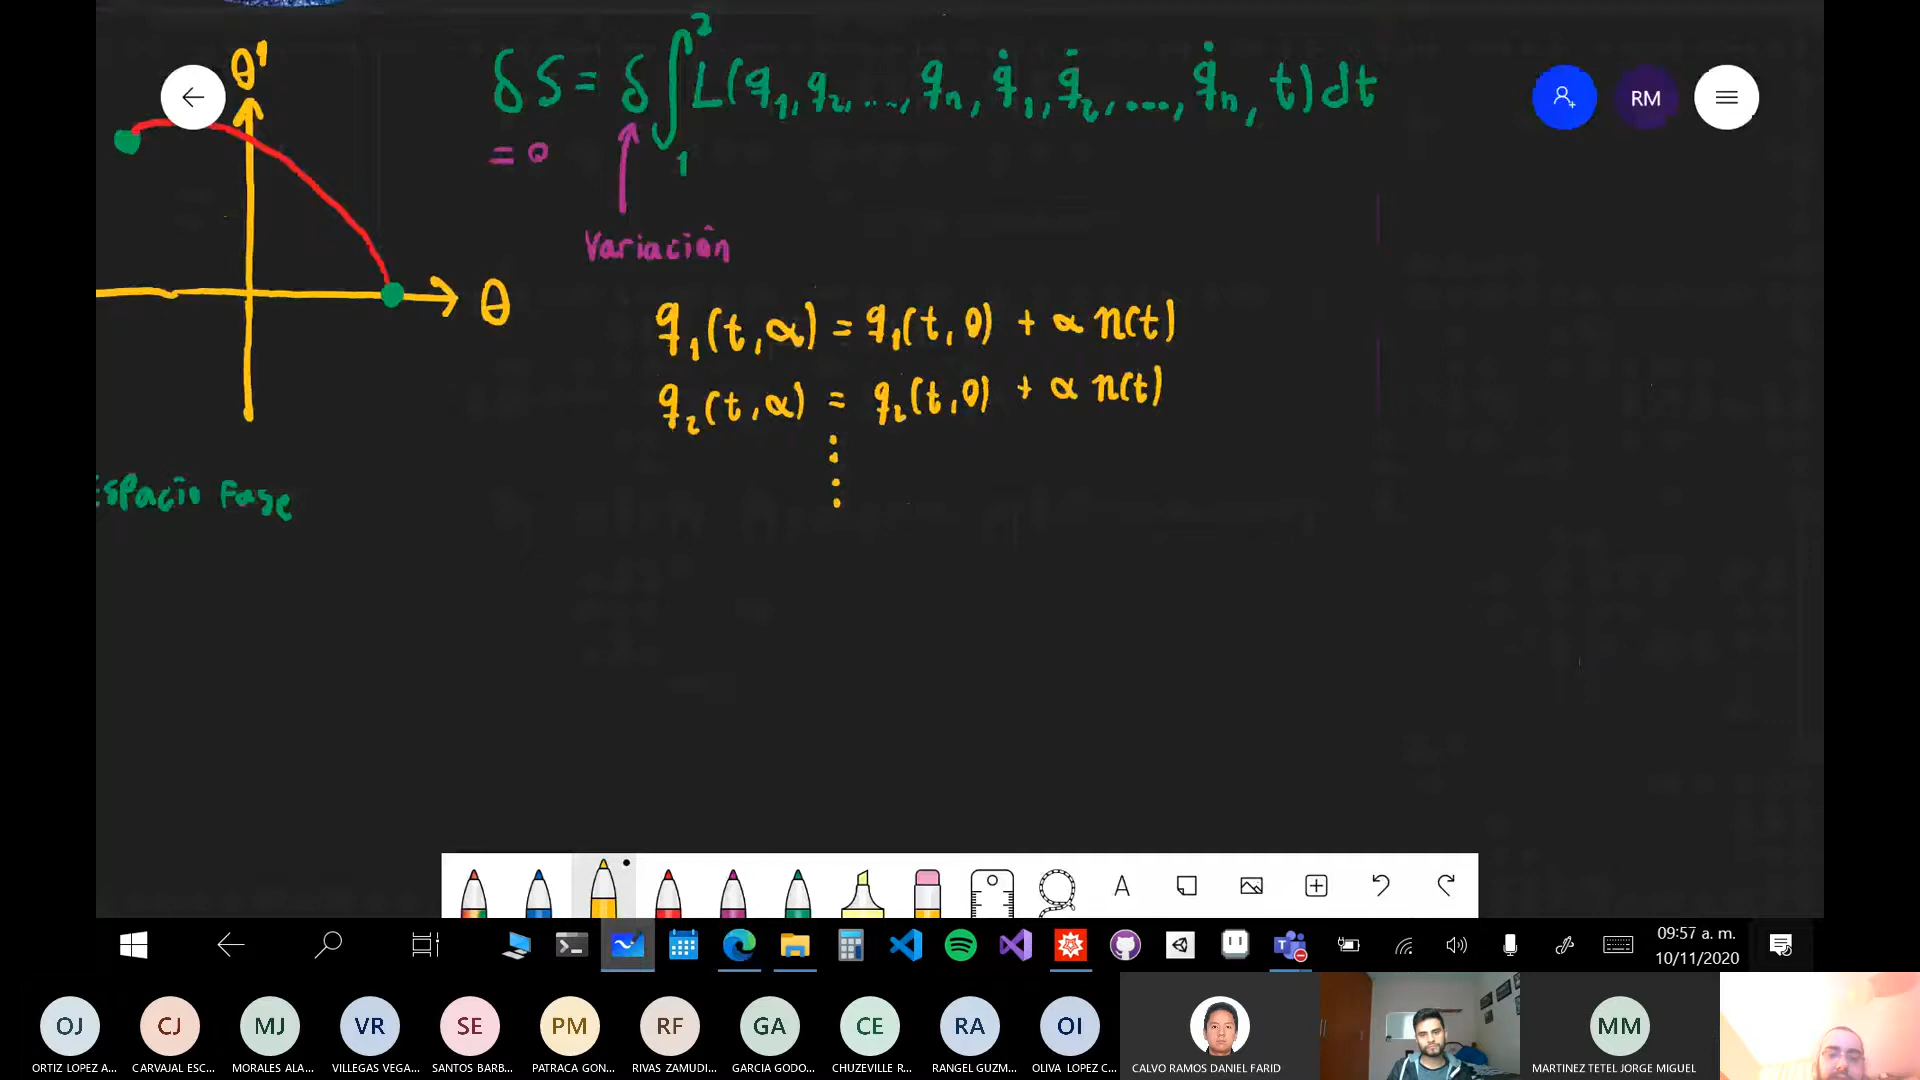 θ'
δS = δ∫₁² L(q₁, q₂, ..., qₙ, q̇₁, q̇₂, ..., q̇ₙ, t) dt
= 0
Variación
θ
q₁(t, α) = q₁(t, 0) + α n(t)
q₂(t, α) = q₂(t, 0) + α n(t)
⋮
Espacio Fase
RM
A
09:57 a. m.
10/11/2020
OJ CJ MJ VR SE PM RF GA CE RA OI MM
ORTIZ LOPEZ A... CARVAJAL ESC... MORALES ALA... VILLEGAS VEGA... SANTOS BARB... PATRACA GON... RIVAS ZAMUDI... GARCIA GODO... CHUZEVILLE R... RANGEL GUZM... OLIVA LOPEZ C... CALVO RAMOS DANIEL FARID MARTINEZ TETEL JORGE MIGUEL